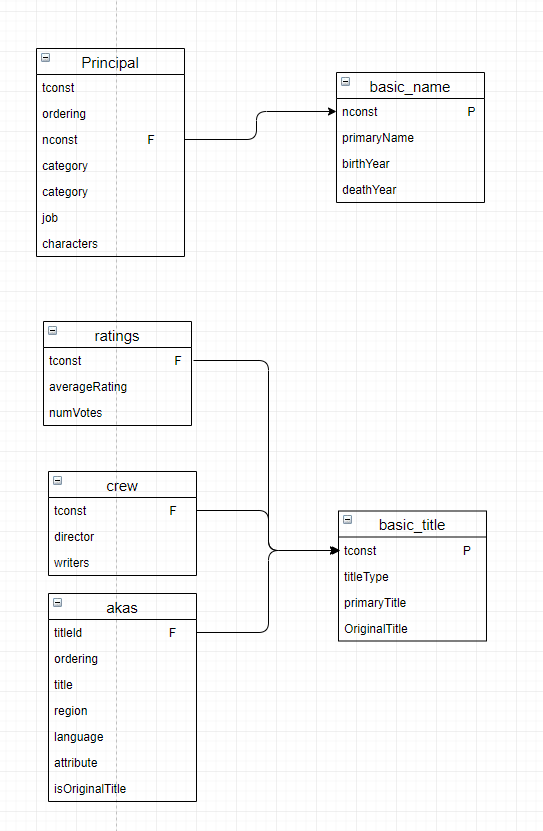 Principal
tconst
ordering
nconst F
category
category
job
characters
basic_name
nconst P
primaryName
birthYear
deathYear
ratings
tconst F
averageRating
numVotes
crew
tconst F
director
writers
basic_title
tconst P
titleType
primaryTitle
OriginalTitle
akas
titleId F
ordering
title
region
language
attribute
isOriginalTitle